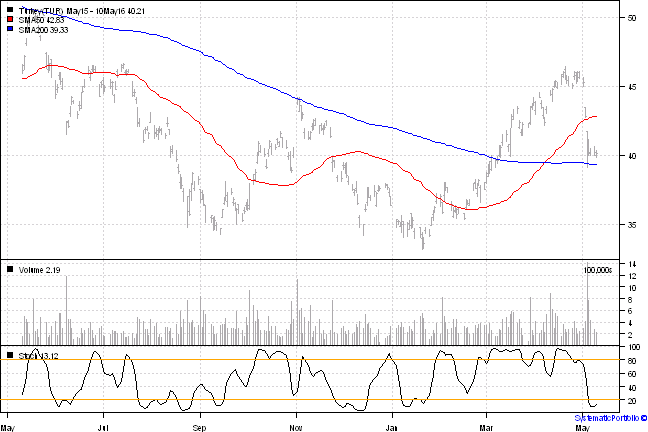 Turkey(TUR) May15 - 10May16 40.21
SMA50 42.83
SMA200 39.33
50
45
40
35
Volume 2.19
100,000s
14
12
10
8
6
4
2
Stoch 13.12
100
80
60
40
20
May Jul Sep Nov Jan Mar May
SystematicPortfolio ©